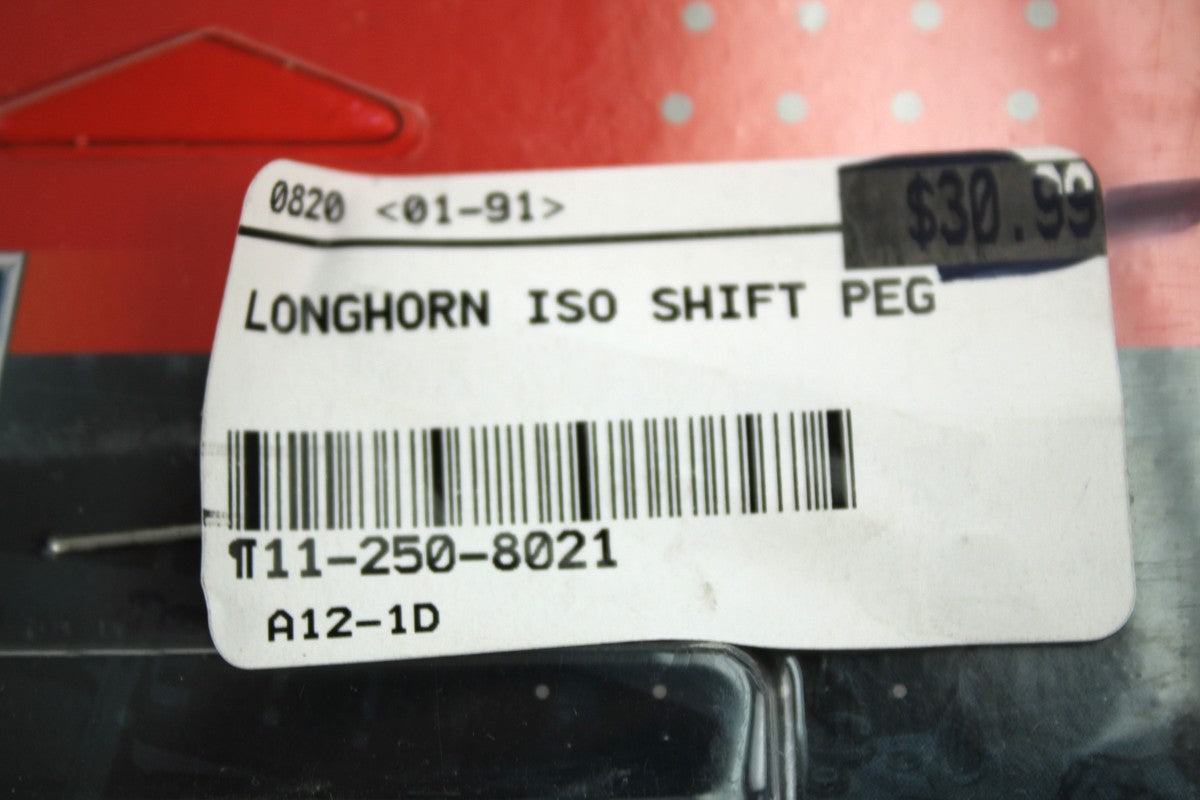 0820 <01-91> $30.99
LONGHORN ISO SHIFT PEG
¶11-250-8021
A12-1D